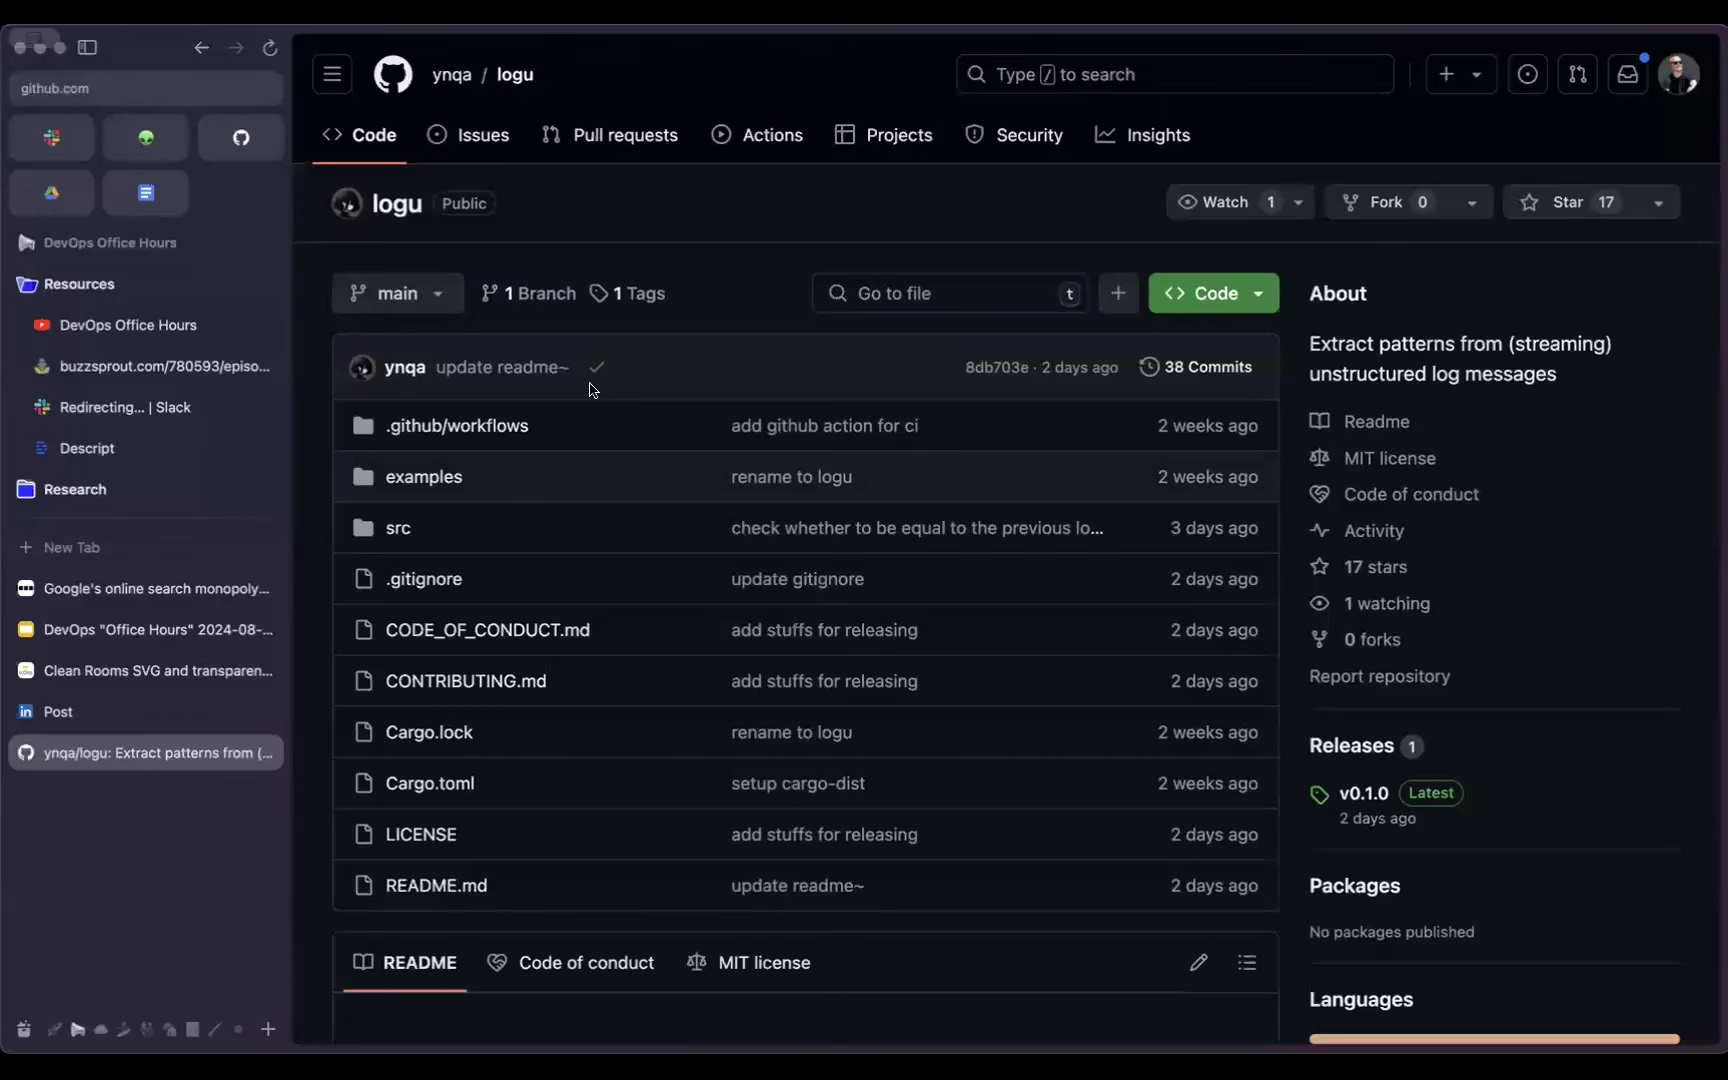 github.com
DevOps Office Hours
Resources
DevOps Office Hours
buzzsprout.com/780593/episo...
Redirecting... | Slack
Descript
Research
New Tab
Google's online search monopoly...
DevOps "Office Hours" 2024-08-...
Clean Rooms SVG and transparen...
Post
ynqa/logu: Extract patterns from (...
ynqa / logu
Type / to search
Code
Issues
Pull requests
Actions
Projects
Security
Insights
logu
Public
Watch 1
Fork 0
Star 17
main
1 Branch
1 Tags
Go to file
t
Code
ynqa update readme~ 8db703e · 2 days ago 38 Commits
.github/workflows add github action for ci 2 weeks ago
examples rename to logu 2 weeks ago
src check whether to be equal to the previous lo... 3 days ago
.gitignore update gitignore 2 days ago
CODE_OF_CONDUCT.md add stuffs for releasing 2 days ago
CONTRIBUTING.md add stuffs for releasing 2 days ago
Cargo.lock rename to logu 2 weeks ago
Cargo.toml setup cargo-dist 2 weeks ago
LICENSE add stuffs for releasing 2 days ago
README.md update readme~ 2 days ago
README
Code of conduct
MIT license
About
Extract patterns from (streaming)
unstructured log messages
Readme
MIT license
Code of conduct
Activity
17 stars
1 watching
0 forks
Report repository
Releases 1
v0.1.0 Latest
2 days ago
Packages
No packages published
Languages